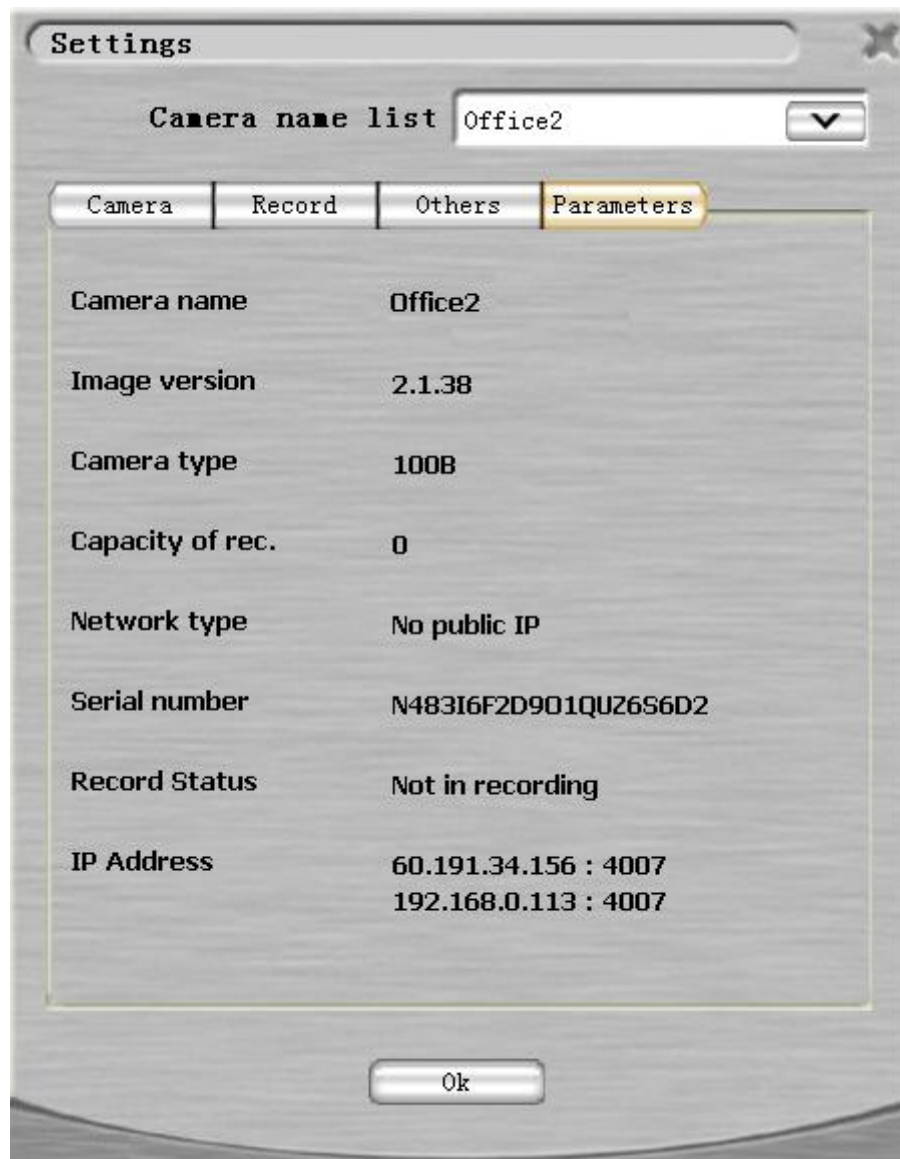 Settings
Camera name list Office2
Camera Record Others Parameters
Camera name Office2
Image version 2.1.38
Camera type 100B
Capacity of rec. 0
Network type No public IP
Serial number N483I6F2D9O1QUZ6S6D2
Record Status Not in recording
IP Address 60.191.34.156 : 4007
192.168.0.113 : 4007
Ok